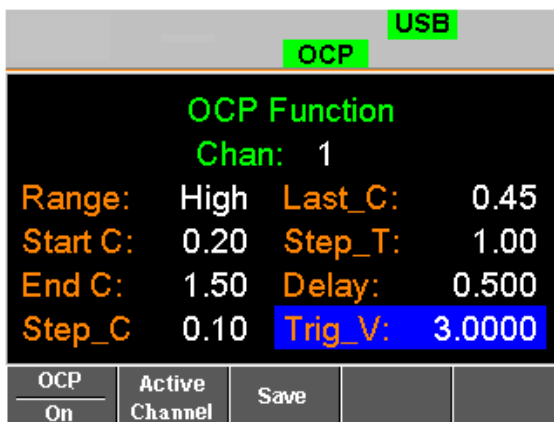 USB
OCP
OCP Function
Chan: 1
Range: High Last_C: 0.45
Start C: 0.20 Step_T: 1.00
End C: 1.50 Delay: 0.500
Step_C 0.10 Trig_V: 3.0000
OCP Active Save
On Channel